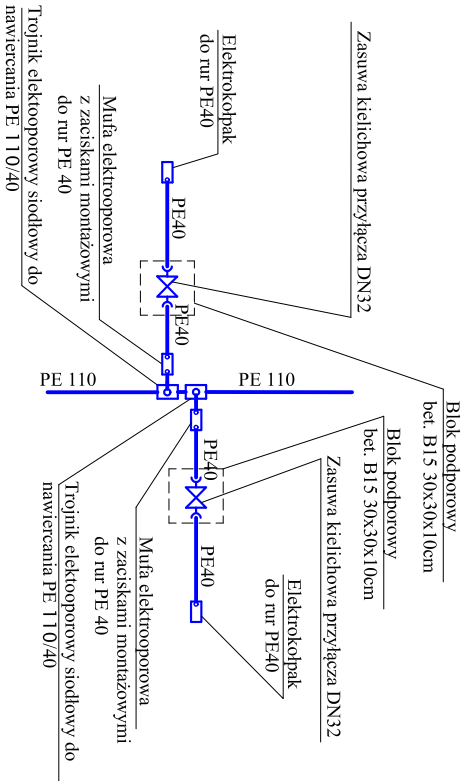 Zasuwa kielichowa przyłącza DN32
Elektrokołpak
do rur PE40
Mufa elektrooporowa
z zaciskami montażowymi
do rur PE 40
Trojnik elektooporowy siodłowy do
nawiercania PE 110/40
PE40
PE40
PE 110
PE 110
Blok podporowy
bet. B15 30x30x10cm
Blok podporowy
bet. B15 30x30x10cm
Zasuwa kielichowa przyłącza DN32
PE40
PE40
Elektrokołpak
do rur PE40
Mufa elektrooporowa
z zaciskami montażowymi
do rur PE 40
Trojnik elektooporowy siodłowy do
nawiercania PE 110/40